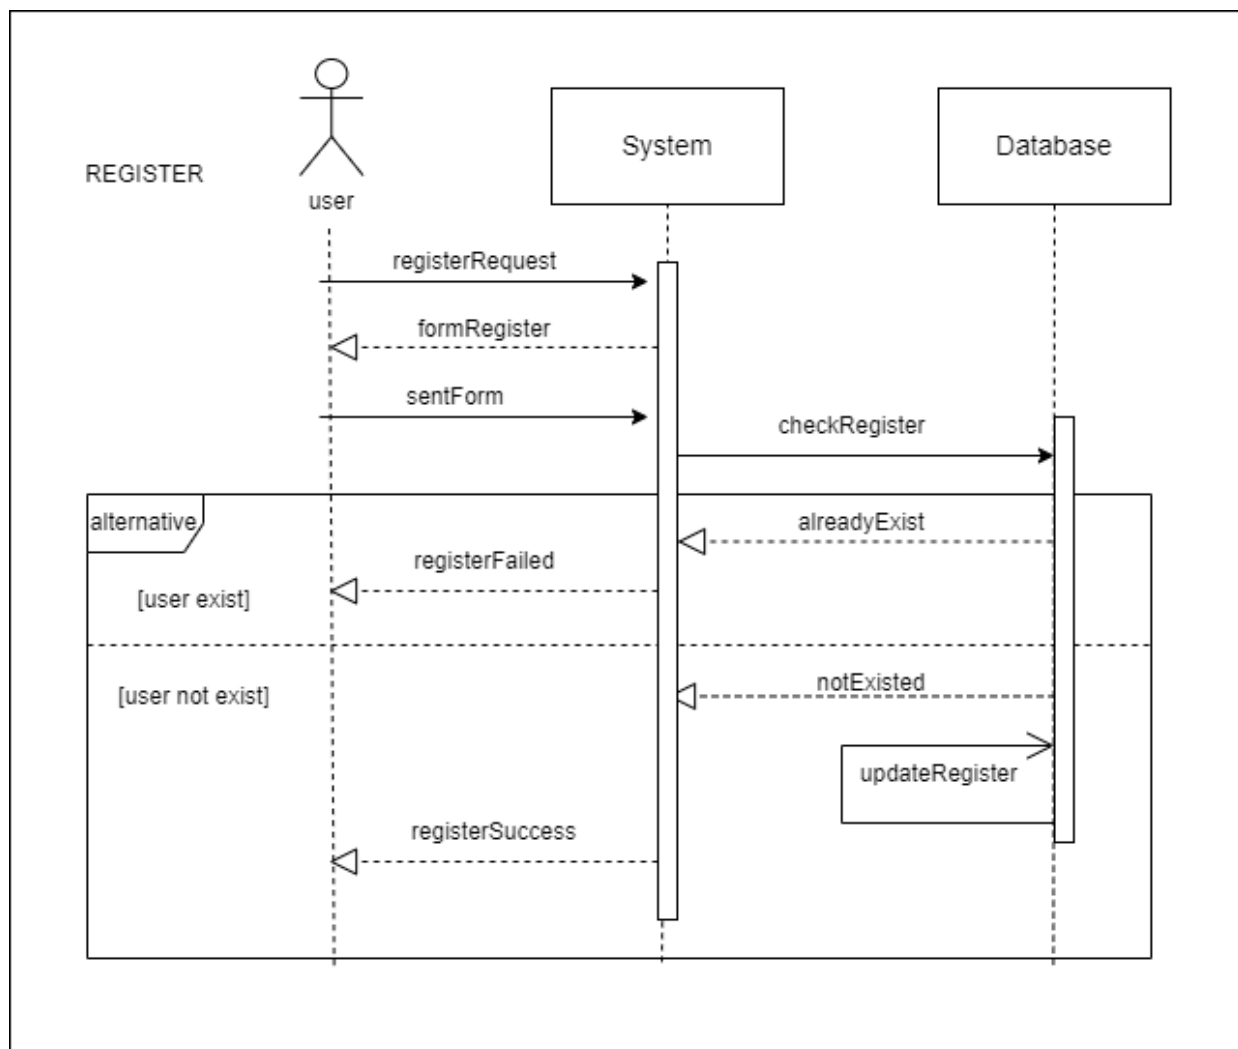 System
Database
REGISTER
user
registerRequest
formRegister
sentForm
checkRegister
alternative
alreadyExist
registerFailed
[user exist]
notExisted
[user not exist]
updateRegister
registerSuccess